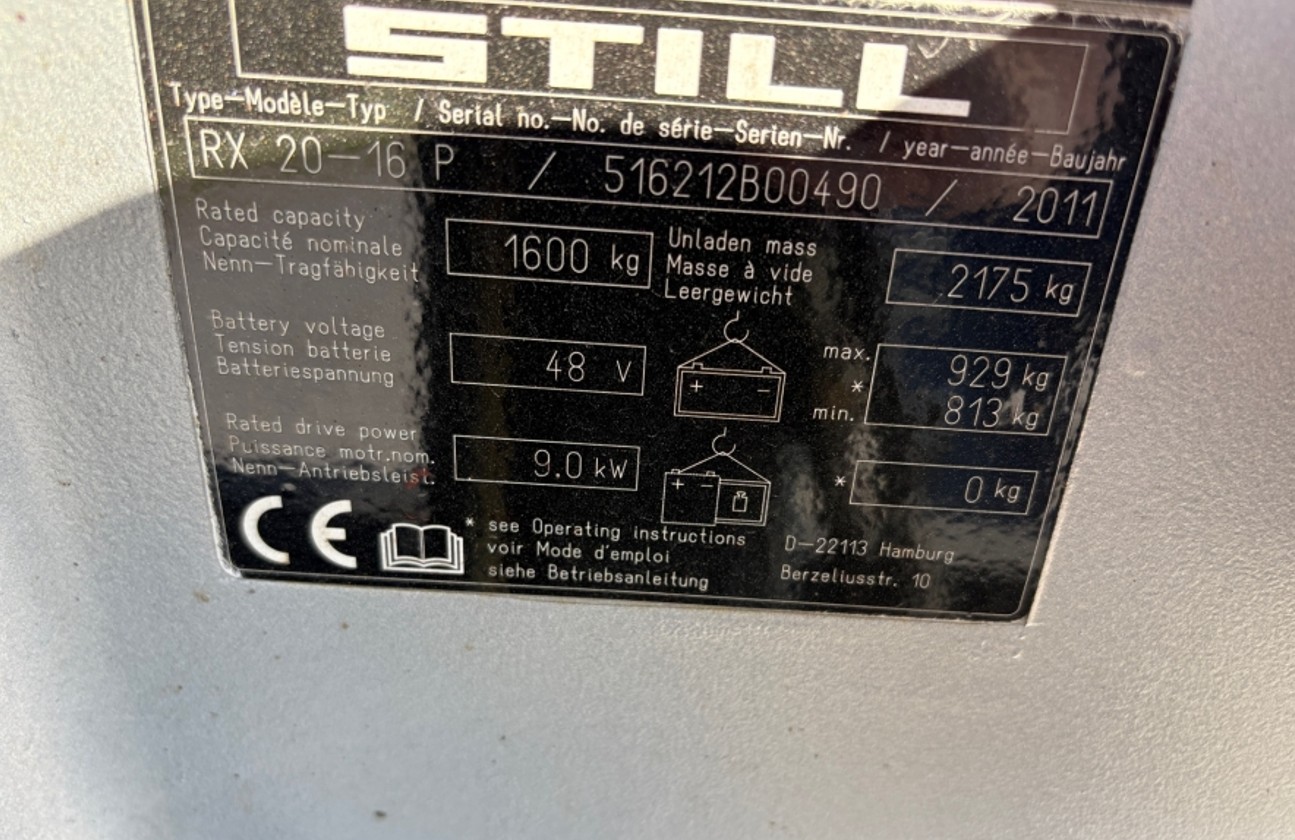 STILL
Type-Modèle-Typ / Serial no.-No. de série-Serien-Nr. / year-année-Baujahr
RX 20-16 P / 516212B00490 / 2011
Rated capacity
Capacité nominale
Nenn-Tragfähigkeit
1600 kg
Unladen mass
Masse à vide
Leergewicht
2175 kg
Battery voltage
Tension batterie
Batteriespannung
48 V
+ -
max. 929 kg
*
min. 813 kg
Rated drive power
Puissance motr.nom.
Nenn-Antriebsleist.
9.0 kW
+ -
* 0 kg
CE
* see Operating instructions
voir Mode d'emploi
siehe Betriebsanleitung
D-22113 Hamburg
Berzeliusstr. 10